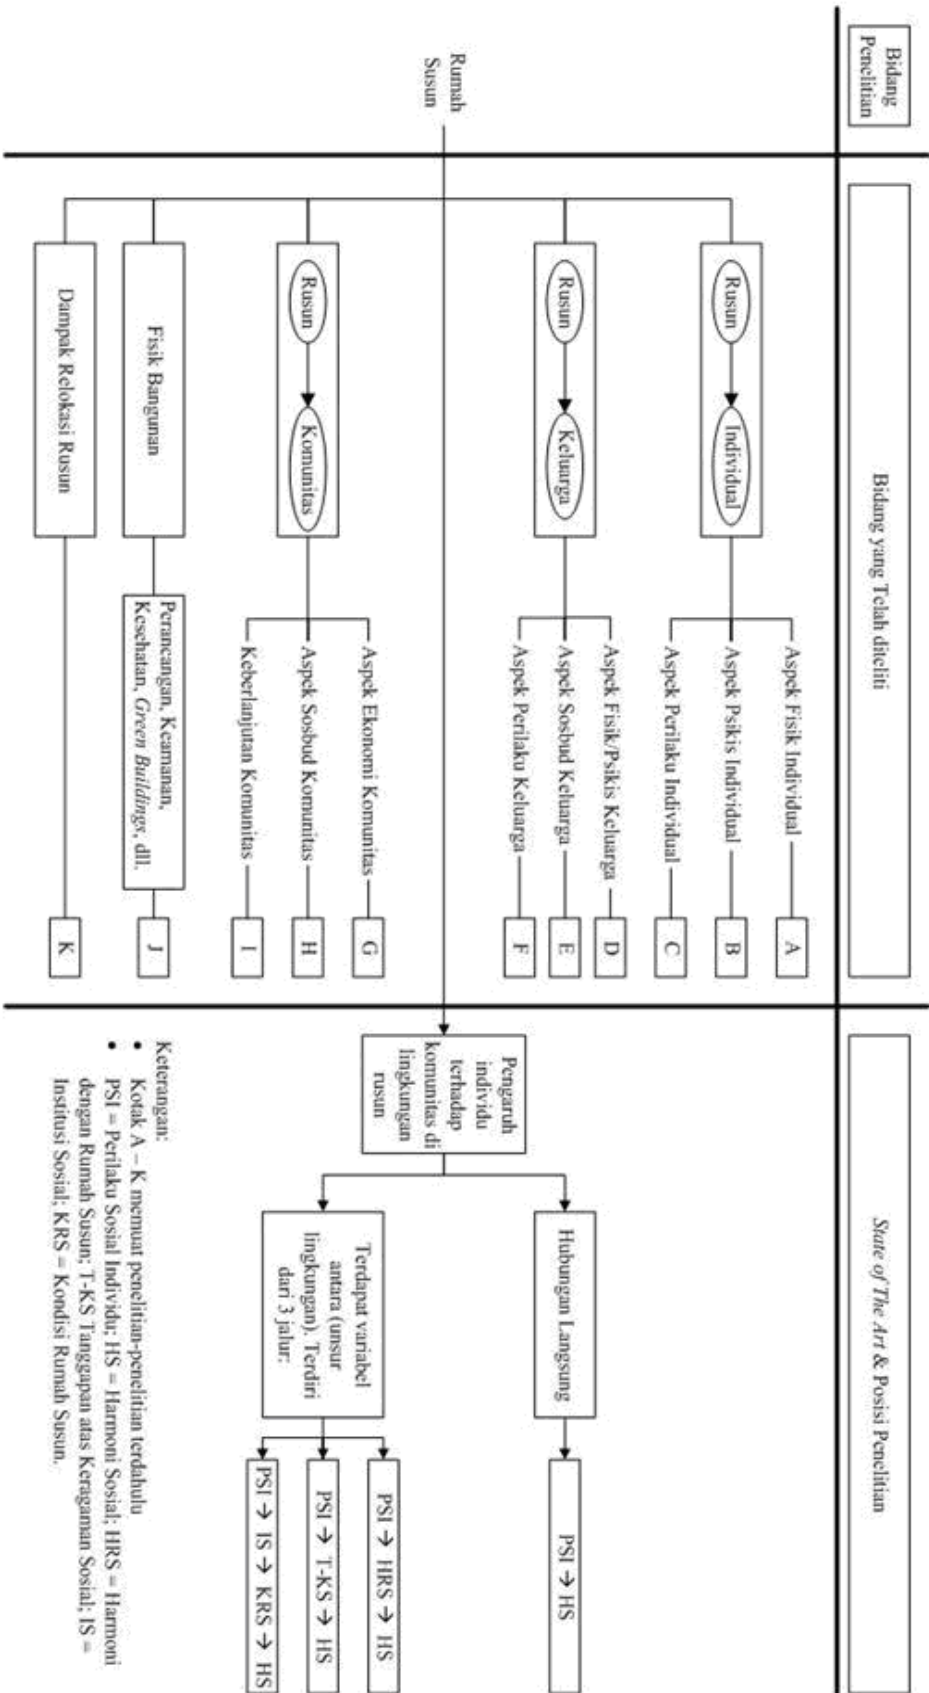 Bidang
Penelitian
Bidang yang Telah diteliti
State of The Art & Posisi Penelitian
Rumah
Susun
Rusun
Individual
Aspek Fisik Individual
A
Aspek Psikis Individual
B
Aspek Perilaku Individual
C
Rusun
Keluarga
Aspek Fisik/Psikis Keluarga
D
Aspek Sosbud Keluarga
E
Aspek Perilaku Keluarga
F
Rusun
Komunitas
Aspek Ekonomi Komunitas
G
Aspek Sosbud Komunitas
H
Keberlanjutan Komunitas
I
Fisik Bangunan
Perancangan, Keamanan,
Kesehatan, Green Buildings, dll.
J
Dampak Relokasi Rusun
K
Pengaruh
individu
terhadap
komunitas di
lingkungan
rusun
Hubungan Langsung
PSI → HS
Terdapat variabel
antara (unsur
lingkungan). Terdiri
dari 3 jalur:
PSI → HRS → HS
PSI → T-KS → HS
PSI → IS → KRS → HS
Keterangan:
• Kotak A – K memuat penelitian-penelitian terdahulu
• PSI = Perilaku Sosial Individu; HS = Harmoni Sosial; HRS = Harmoni
dengan Rumah Susun; T-KS Tanggapan atas Keragaman Sosial; IS =
Institusi Sosial; KRS = Kondisi Rumah Susun.